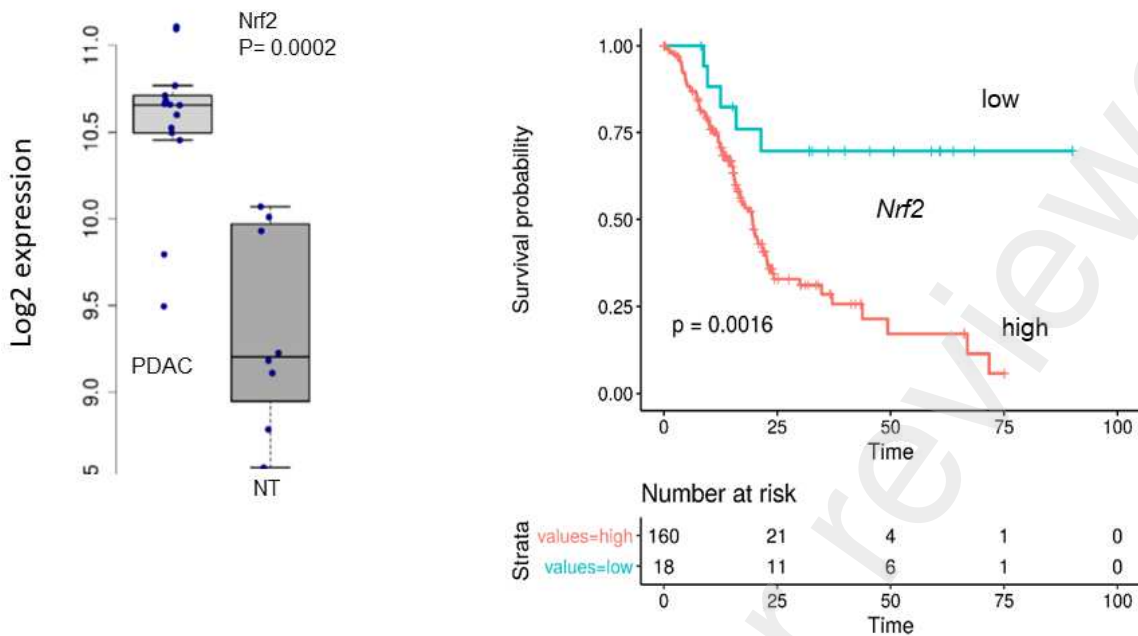 Nrf2
P= 0.0002
Log2 expression
11.0
10.5
10.0
9.5
9.0
5
PDAC
NT
Survival probability
1.00
0.75
0.50
0.25
0.00
low
Nrf2
high
p = 0.0016
0 25 50 75 100
Time
Number at risk
Strata
values=high 160 21 4 1 0
values=low 18 11 6 1 0
0 25 50 75 100
Time
review